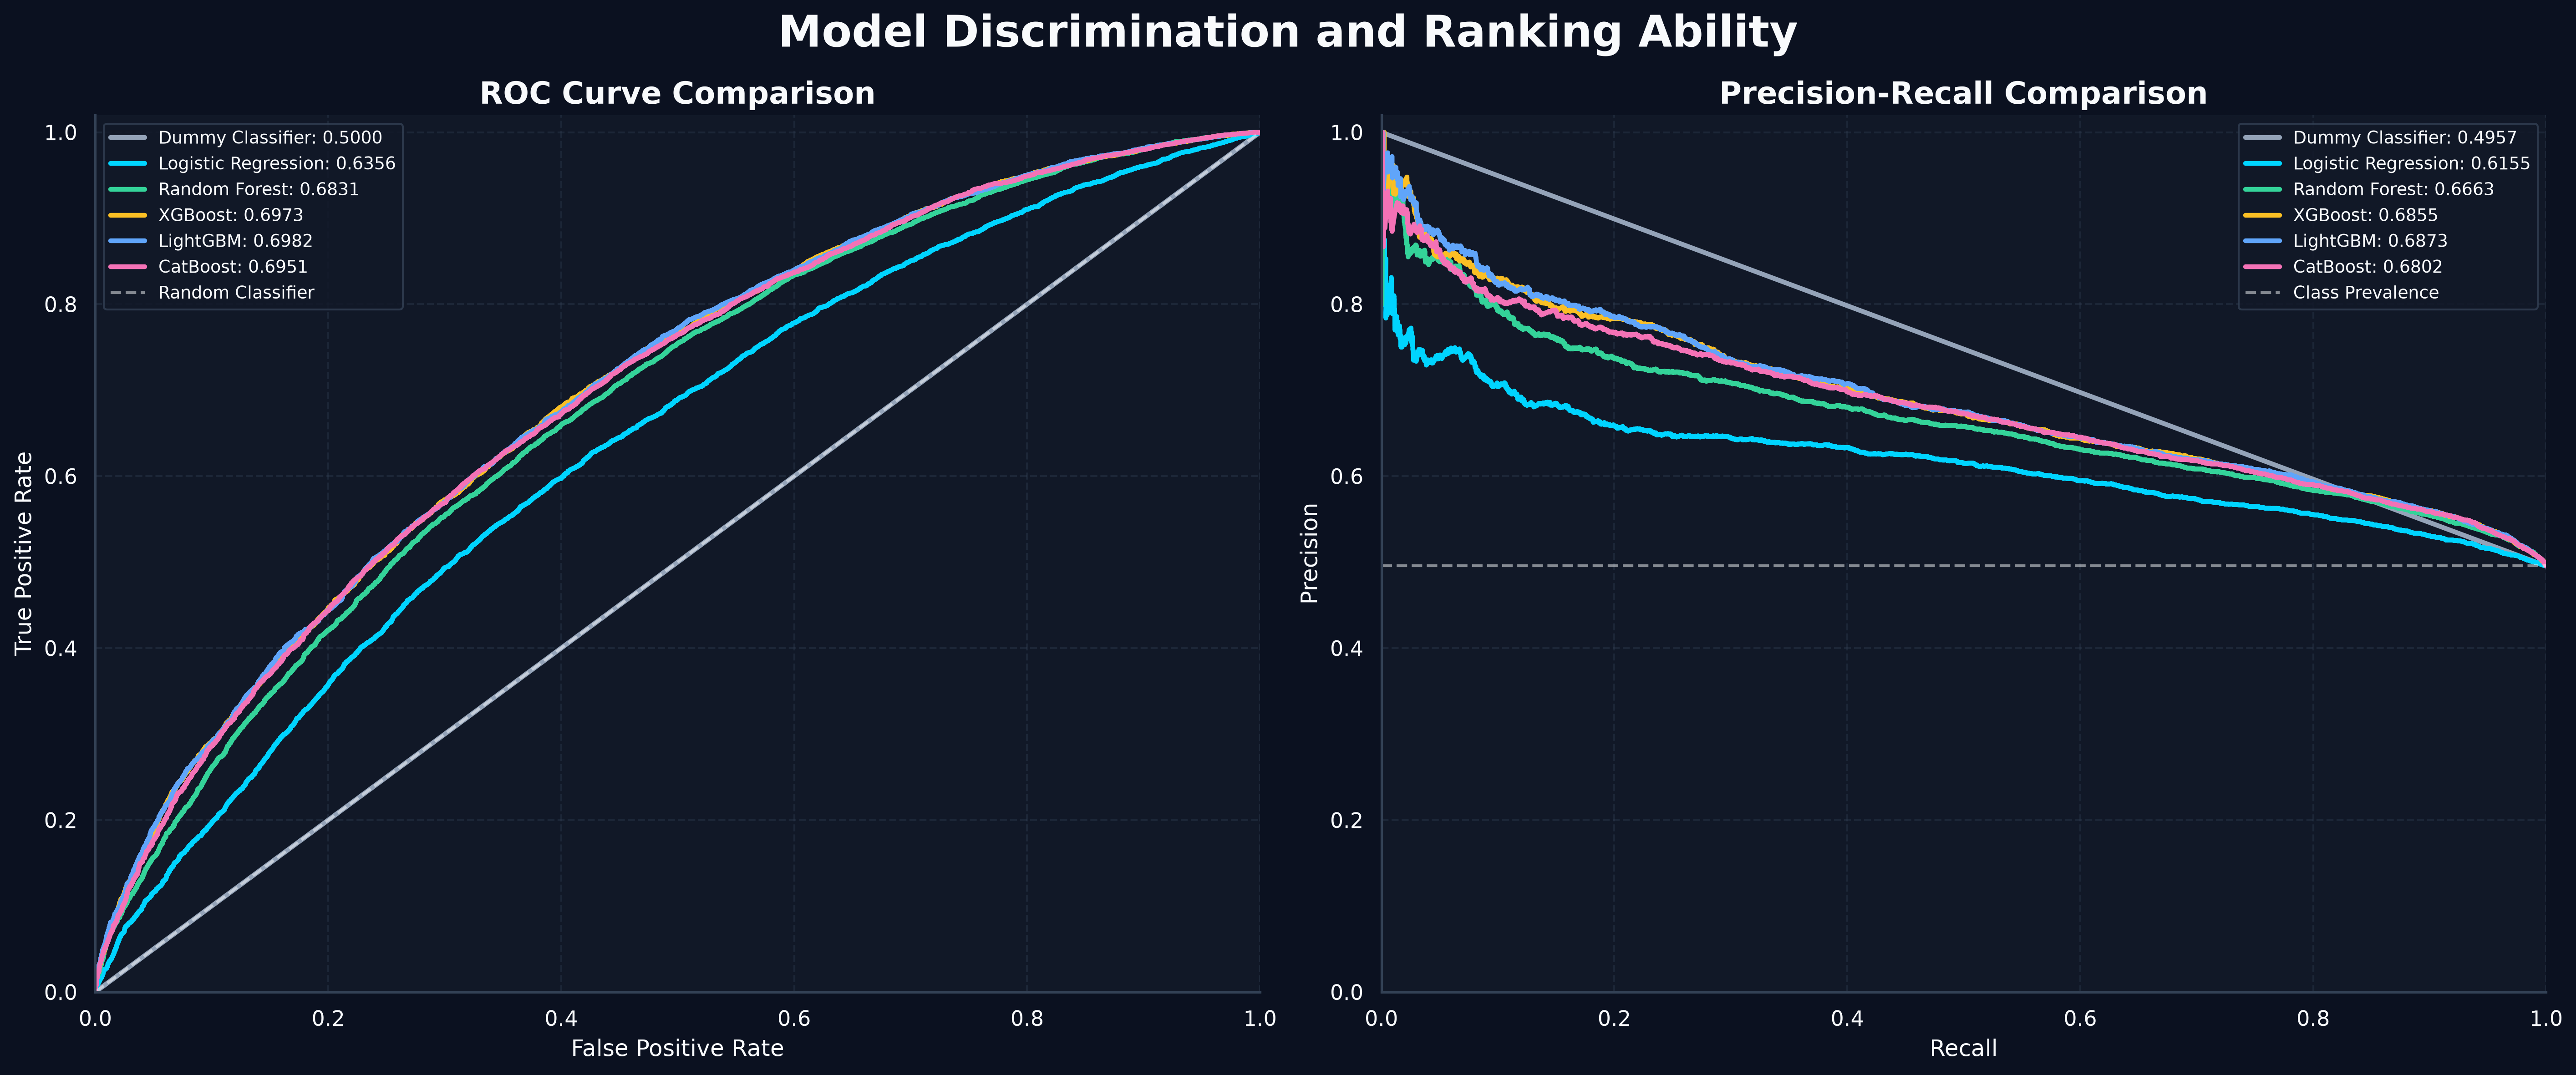 Model Discrimination and Ranking Ability
ROC Curve Comparison
Dummy Classifier: 0.5000
Logistic Regression: 0.6356
Random Forest: 0.6831
XGBoost: 0.6973
LightGBM: 0.6982
CatBoost: 0.6951
Random Classifier
True Positive Rate
1.0
0.8
0.6
0.4
0.2
0.0
0.0 0.2 0.4 0.6 0.8 1.0
False Positive Rate
Precision-Recall Comparison
Dummy Classifier: 0.4957
Logistic Regression: 0.6155
Random Forest: 0.6663
XGBoost: 0.6855
LightGBM: 0.6873
CatBoost: 0.6802
Class Prevalence
Precision
1.0
0.8
0.6
0.4
0.2
0.0
0.0 0.2 0.4 0.6 0.8 1.0
Recall